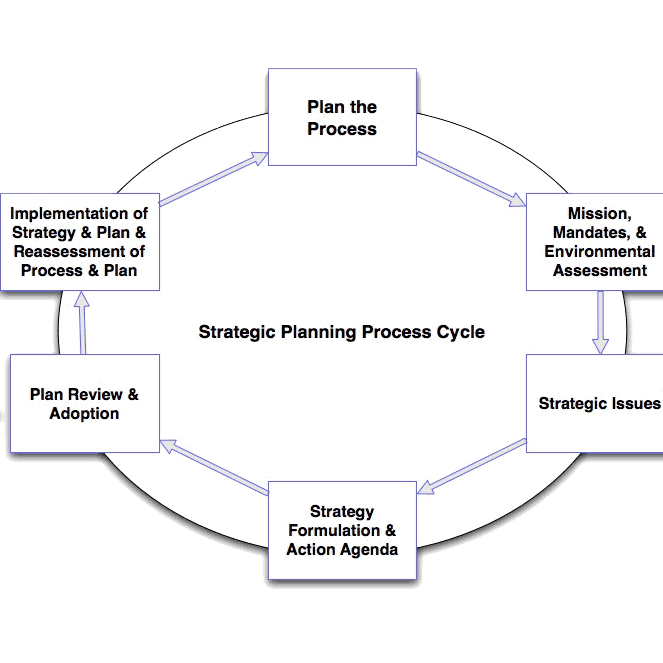 Plan the
Process
Mission,
Mandates, &
Environmental
Assessment
Strategic Issues
Strategy
Formulation &
Action Agenda
Plan Review &
Adoption
Implementation of
Strategy & Plan &
Reassessment of
Process & Plan
Strategic Planning Process Cycle